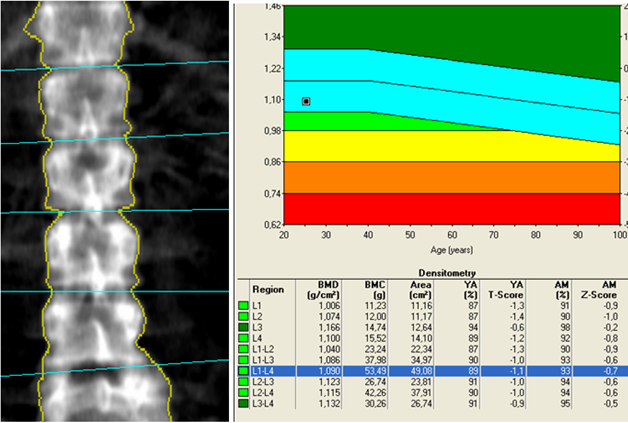 1,46
1,34
1,22
1,10
0,98
0,86
0,74
0,62
20 30 40 50 60 70 80 90 100
Age (years)
Densitometry
Region BMD (g/cm²) BMC (g) Area (cm²) YA (%) YA T-Score AM (%) AM Z-Score
L1 1,006 11,23 11,16 87 -1,3 91 -0,9
L2 1,074 12,00 11,17 87 -1,4 90 -1,0
L3 1,166 14,74 12,64 94 -0,6 98 -0,2
L4 1,100 15,52 14,10 89 -1,2 92 -0,8
L1-L2 1,040 23,24 22,34 87 -1,3 90 -0,9
L1-L3 1,086 37,98 34,97 90 -1,0 93 -0,6
L1-L4 1,090 53,49 49,08 89 -1,1 93 -0,7
L2-L3 1,123 26,74 23,81 91 -1,0 94 -0,6
L2-L4 1,115 42,26 37,91 90 -1,0 94 -0,6
L3-L4 1,132 30,26 26,74 91 -0,9 95 -0,5